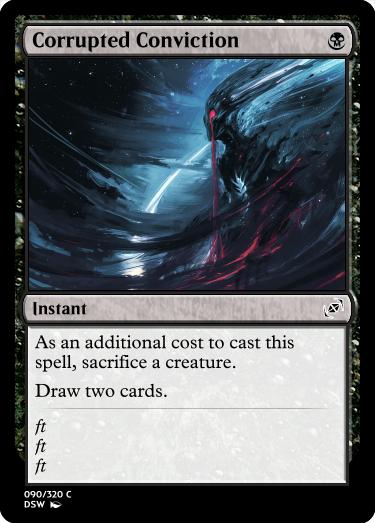 Corrupted Conviction
Instant
As an additional cost to cast this
spell, sacrifice a creature.
Draw two cards.
ft
ft
ft
090/320 C
DSW